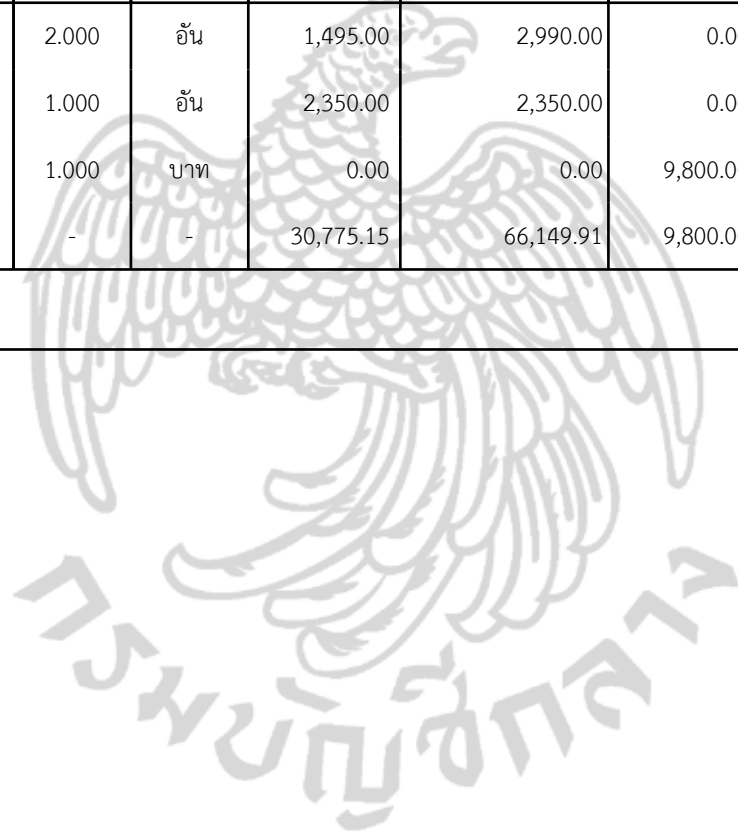 2.000 อัน 1,495.00 2,990.00 0.0
1.000 อัน 2,350.00 2,350.00 0.0
1.000 บาท 0.00 0.00 9,800.0
- - 30,775.15 66,149.91 9,800.0
กรมบัญชีกลาง